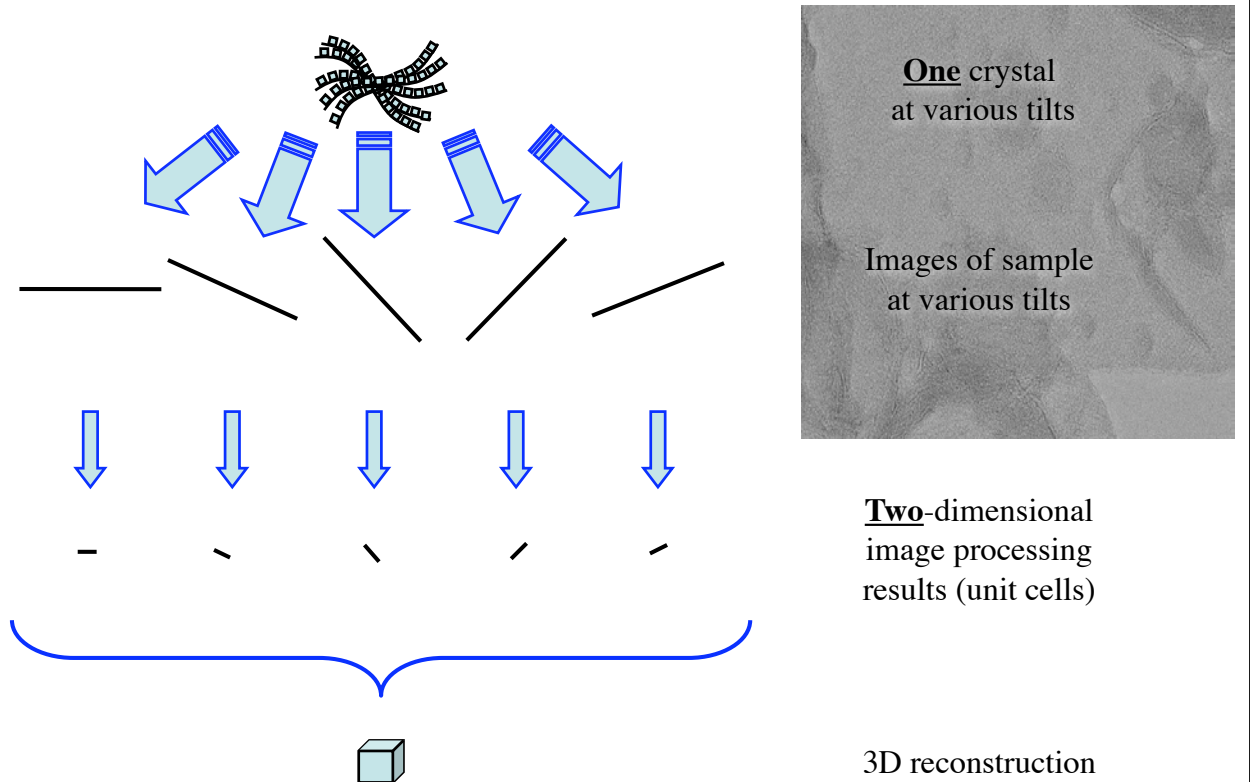 One crystal
at various tilts
Images of sample
at various tilts
Two-dimensional
image processing
results (unit cells)
3D reconstruction